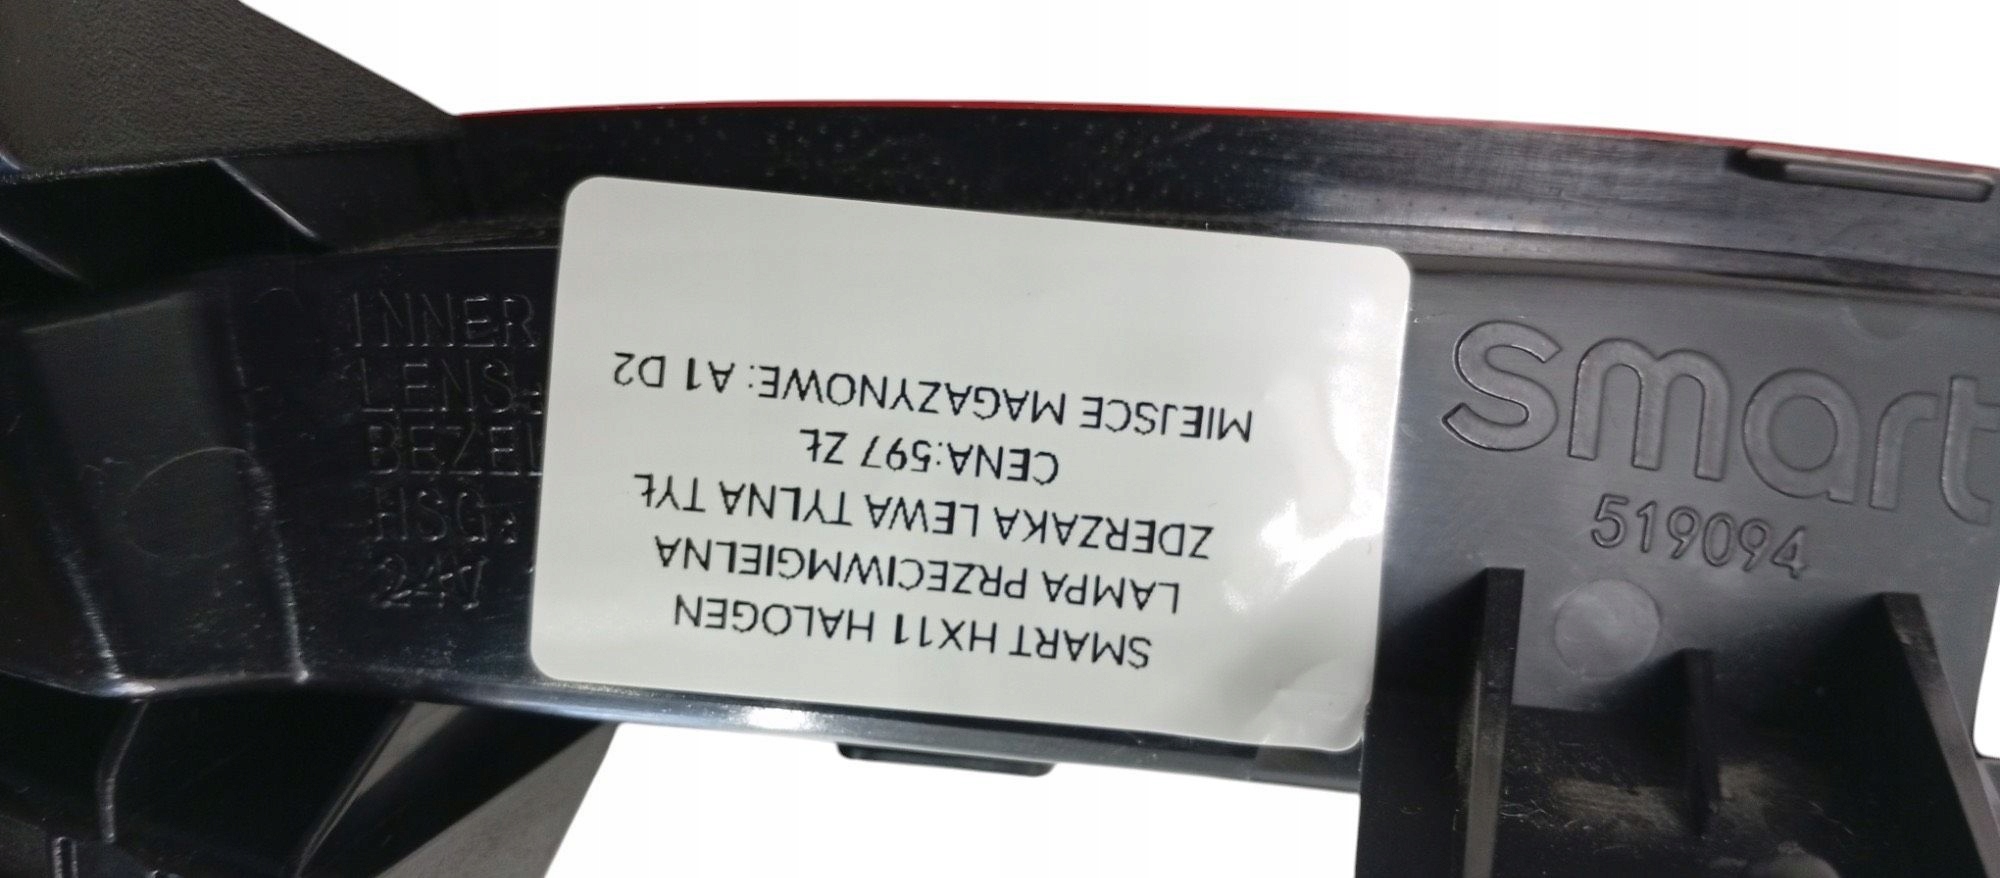 INNER
LENS:
HSG:
24V
SMART HX11 HALOGEN
LAMPA PRZECIWMGIELNA
ZDERZAKA LEWA TYLNA TYŁ
CENA:597 ZŁ
MIEJSCE MAGAZYNOWE: A1 D2
smart
519094